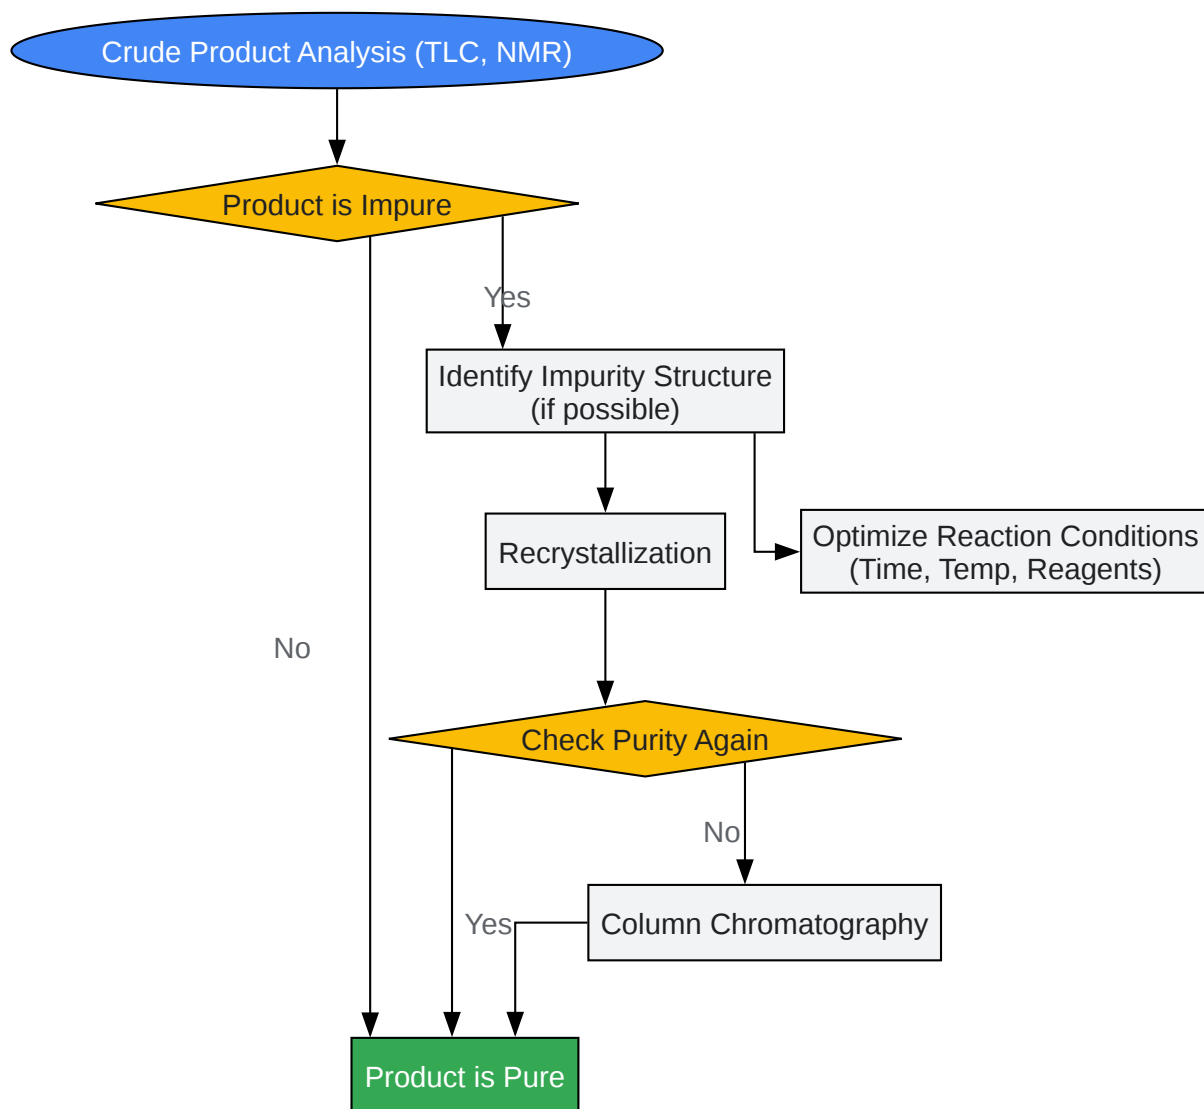 Crude Product Analysis (TLC, NMR)
Product is Impure
Yes
Identify Impurity Structure
(if possible)
Recrystallization
Optimize Reaction Conditions
(Time, Temp, Reagents)
No
Check Purity Again
No
Yes
Column Chromatography
Product is Pure